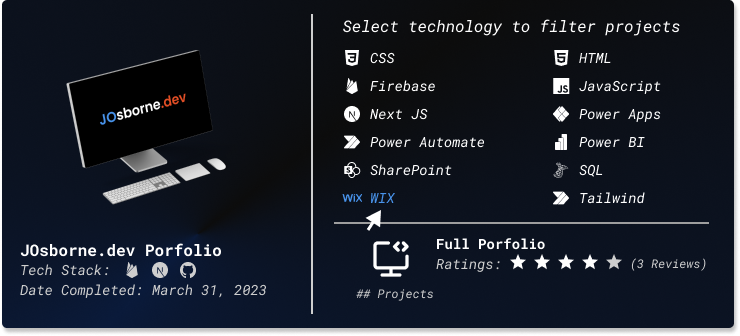 JOsborne.dev
JOsborne.dev Porfolio
Tech Stack:
Date Completed: March 31, 2023
Select technology to filter projects
CSS
HTML
Firebase
JS
JavaScript
N
Next JS
Power Apps
Power Automate
Power BI
S
SharePoint
SQL
WiX
WIX
Tailwind
Full Porfolio
Ratings: (3 Reviews)
## Projects